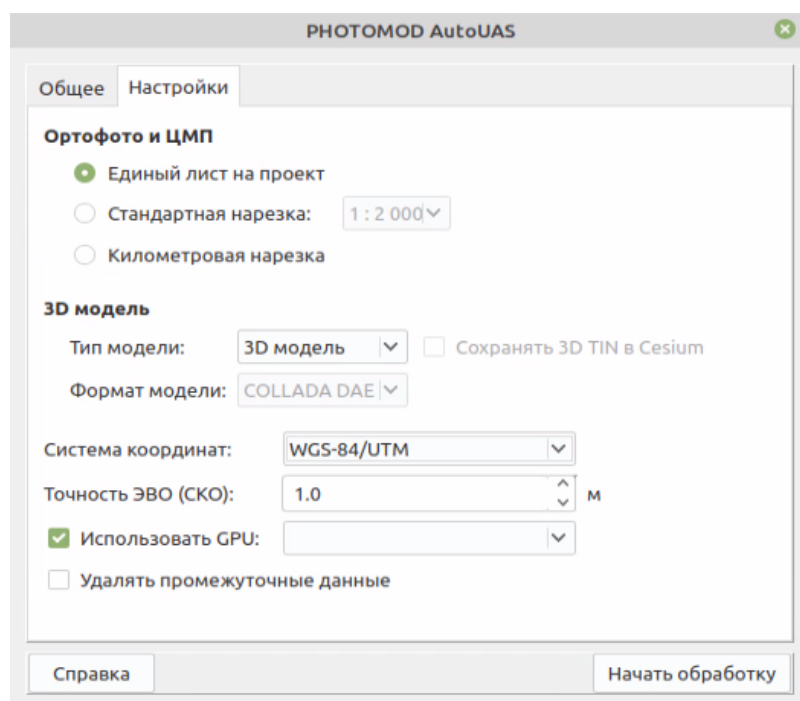 PHOTOMOD AutoUAS
Общее Настройки
Ортофото и ЦМП
Единый лист на проект
Стандартная нарезка: 1 : 2 000
Километровая нарезка
3D модель
Тип модели: 3D модель Сохранять 3D TIN в Cesium
Формат модели: COLLADA DAE
Система координат: WGS-84/UTM
Точность ЭВО (СКО): 1.0 м
Использовать GPU:
Удалять промежуточные данные
Справка Начать обработку